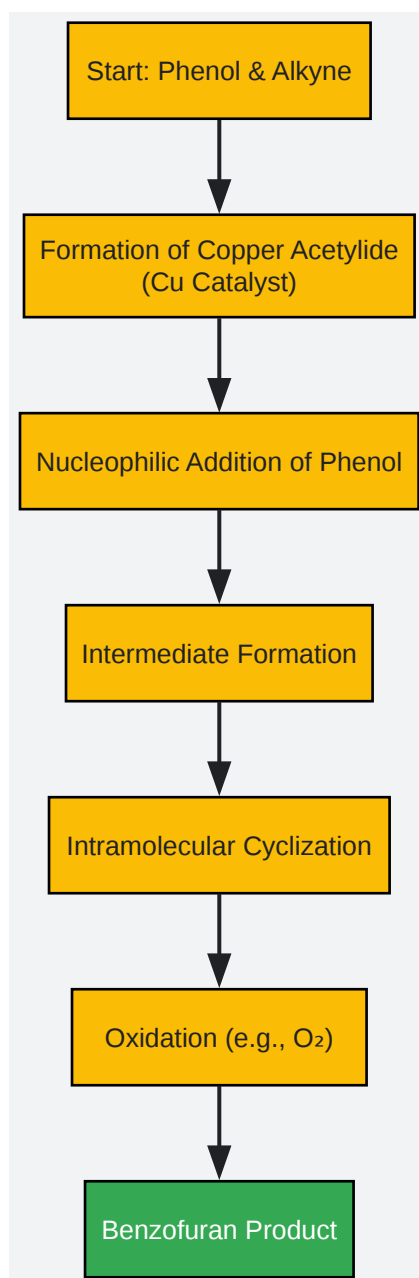 Start: Phenol & Alkyne
Formation of Copper Acetylide
(Cu Catalyst)
Nucleophilic Addition of Phenol
Intermediate Formation
Intramolecular Cyclization
Oxidation (e.g., O₂)
Benzofuran Product